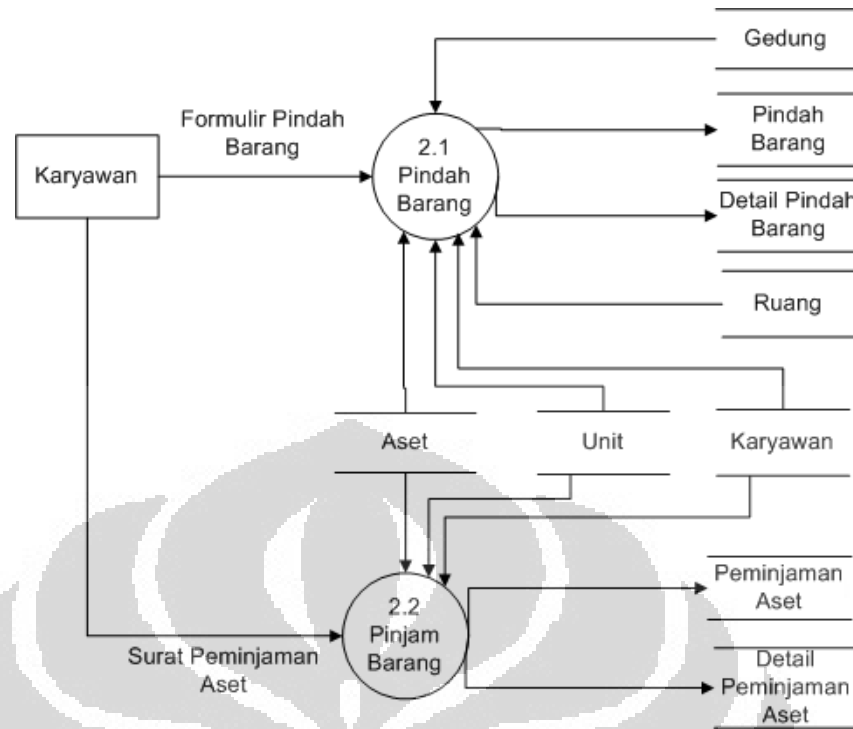 Gedung
Formulir Pindah
Barang
Pindah
Barang
Karyawan
2.1
Pindah
Barang
Detail Pindah
Barang
Ruang
Aset
Unit
Karyawan
2.2
Pinjam
Barang
Peminjaman
Aset
Surat Peminjaman
Aset
Detail
Peminjaman
Aset